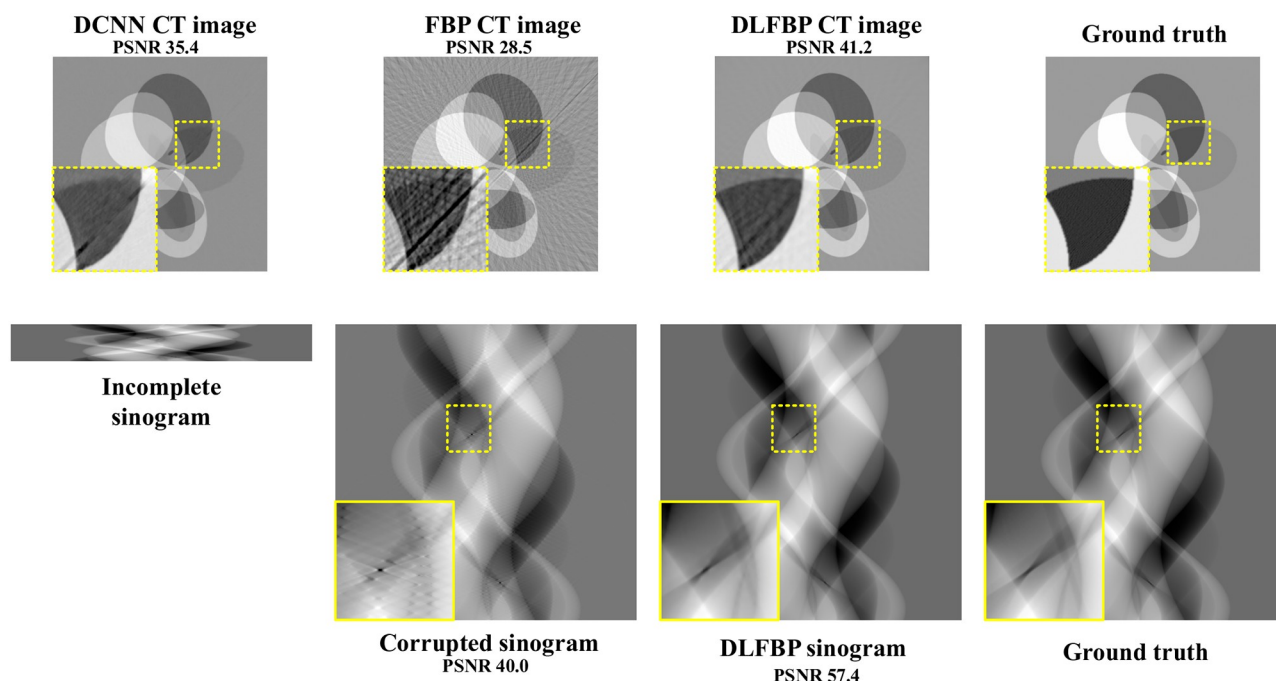 DCNN CT image
PSNR 35.4
FBP CT image
PSNR 28.5
DLFBP CT image
PSNR 41.2
Ground truth
Incomplete
sinogram
Corrupted sinogram
PSNR 40.0
DLFBP sinogram
PSNR 57.4
Ground truth